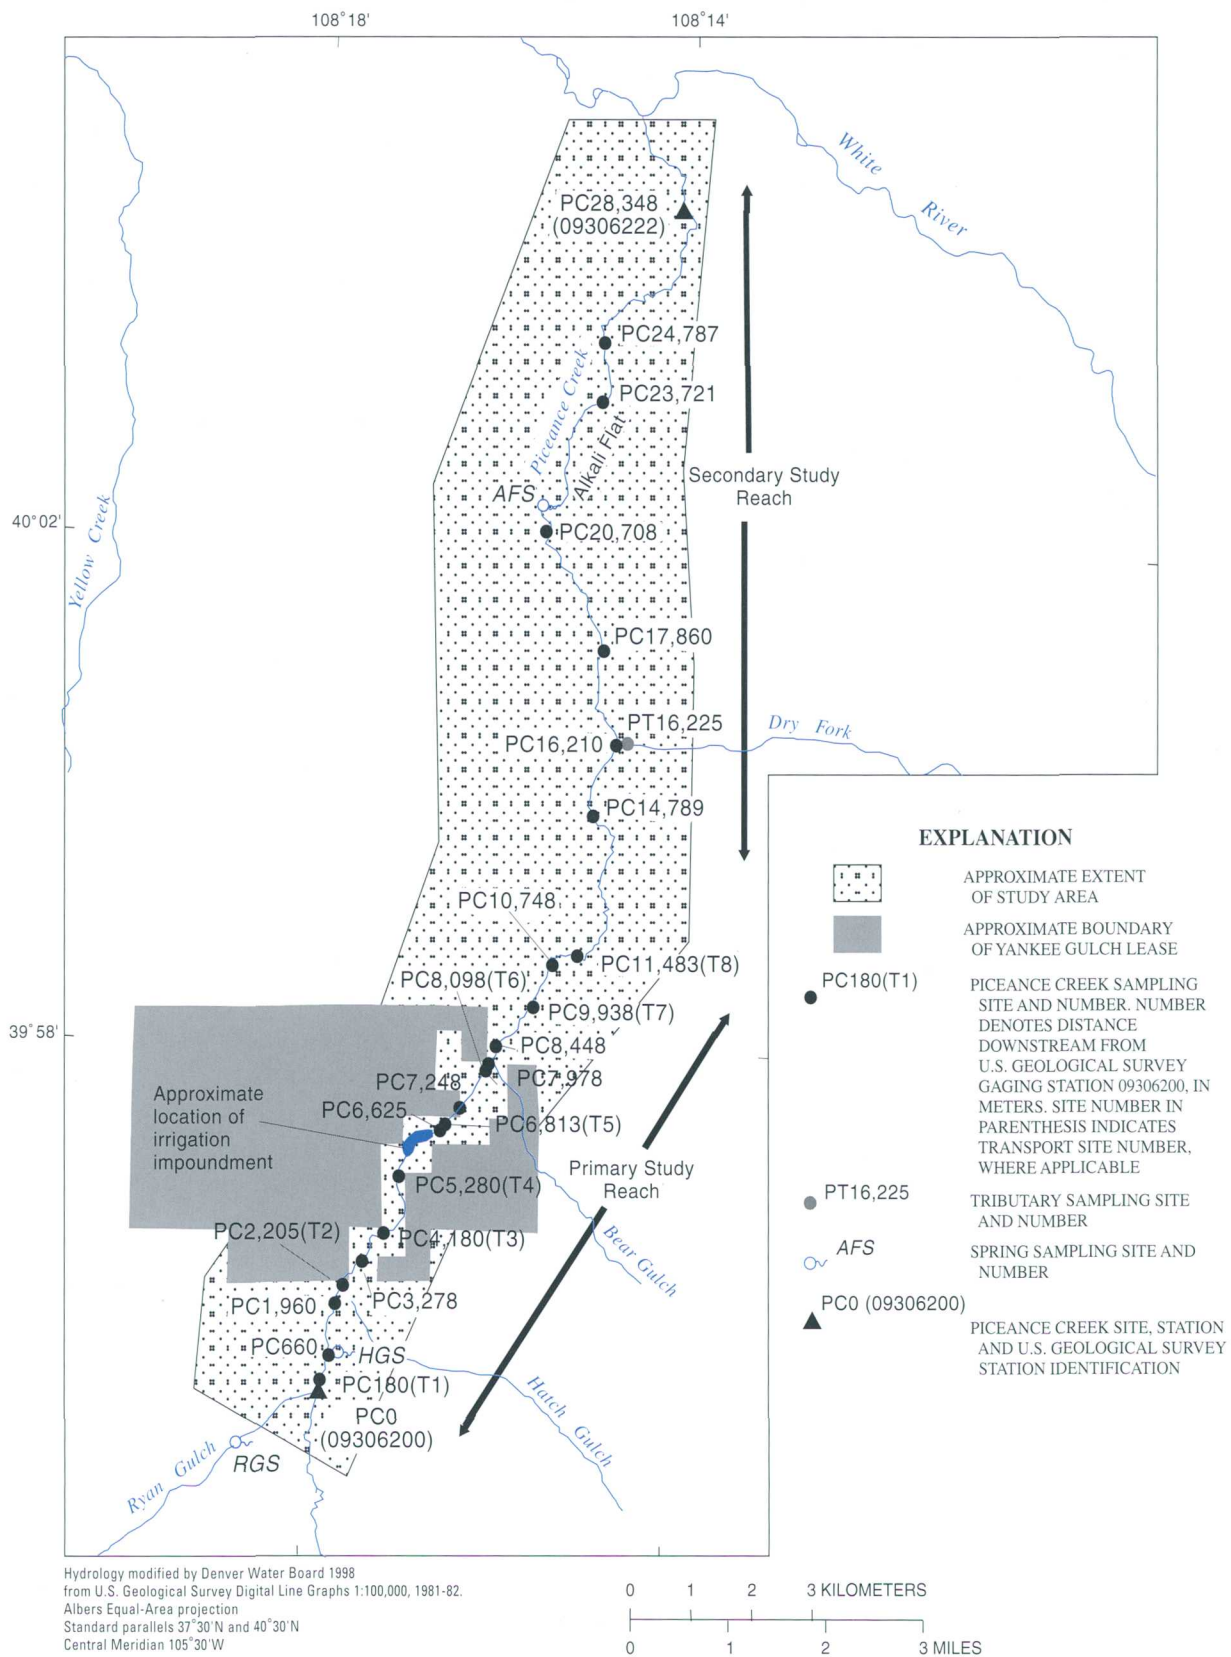 108°18'
108°14'
White
River
PC28,348
(09306222)
PC24,787
Piceance Creek
PC23,721
Alkali Flat
Secondary Study
Reach
AFS
40°02'
PC20,708
Yellow Creek
PC17,860
PT16,225
Dry Fork
PC16,210
PC14,789
EXPLANATION
APPROXIMATE EXTENT
OF STUDY AREA
APPROXIMATE BOUNDARY
OF YANKEE GULCH LEASE
PC180(T1)
PICEANCE CREEK SAMPLING
SITE AND NUMBER. NUMBER
DENOTES DISTANCE
DOWNSTREAM FROM
U.S. GEOLOGICAL SURVEY
GAGING STATION 09306200, IN
METERS. SITE NUMBER IN
PARENTHESIS INDICATES
TRANSPORT SITE NUMBER,
WHERE APPLICABLE
PT16,225
TRIBUTARY SAMPLING SITE
AND NUMBER
AFS
SPRING SAMPLING SITE AND
NUMBER
PC0 (09306200)
PICEANCE CREEK SITE, STATION
AND U.S. GEOLOGICAL SURVEY
STATION IDENTIFICATION
PC10,748
PC11,483(T8)
PC8,098(T6)
PC9,938(T7)
39°58'
PC8,448
PC7,978
PC7,248
Approximate
location of
irrigation
impoundment
PC6,625
PC6,813(T5)
Primary Study
Reach
PC5,280(T4)
PC2,205(T2)
PC4,180(T3)
Bear Gulch
PC3,278
PC1,960
PC660
HGS
PC180(T1)
Hatch Gulch
PC0
(09306200)
Ryan Gulch
RGS
Hydrology modified by Denver Water Board 1998
from U.S. Geological Survey Digital Line Graphs 1:100,000, 1981-82.
Albers Equal-Area projection
Standard parallels 37°30'N and 40°30'N
Central Meridian 105°30'W
0 1 2 3 KILOMETERS
0 1 2 3 MILES